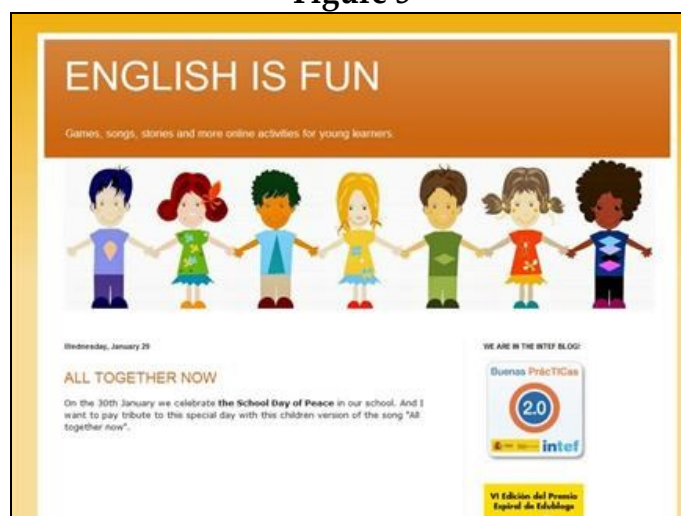 Figure
ENGLISH IS FUN
Games, songs, stories and more online activities for young learners.
Wednesday, January 29
ALL TOGETHER NOW
On the 30th January we celebrate the School Day of Peace in our school. And I
want to pay tribute to this special day with this children version of the song "All
together now".
WE ARE IN THE INTEF BLOG!
Buenas PrácTICas
2.0
intef
VI Edición del Premio
Espiral de Edublogs